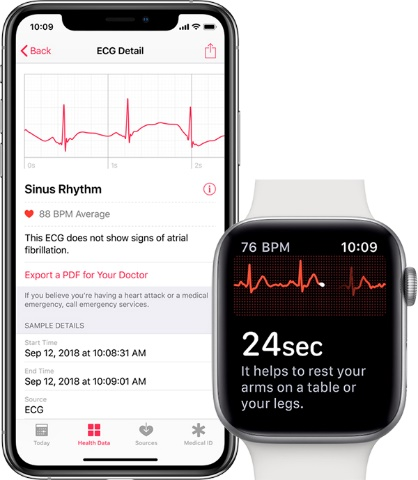 10:09
Back
ECG Detail
0s
1s
2s
Sinus Rhythm
88 BPM Average
This ECG does not show signs of atrial
fibrillation.
Export a PDF for Your Doctor
If you believe you're having a heart attack or a medical
emergency, call emergency services.
SAMPLE DETAILS
Start Time
Sep 12, 2018 at 10:08:31 AM
End Time
Sep 12, 2018 at 10:09:01 AM
Source
ECG
Today
Health Data
Sources
Medical ID
76 BPM
10:09
24sec
It helps to rest your
arms on a table or
your legs.